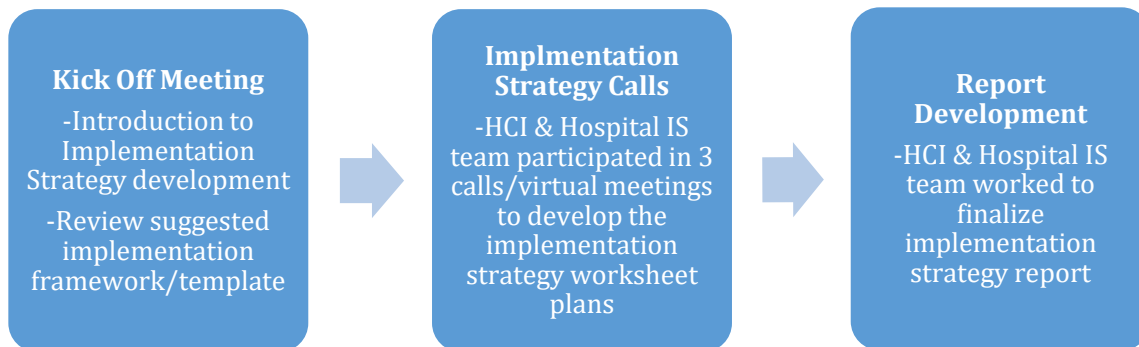 Kick Off Meeting
-Introduction to
Implementation
Strategy development
-Review suggested
implementation
framework/template
Implmentation
Strategy Calls
-HCI & Hospital IS
team participated in 3
calls/virtual meetings
to develop the
implementation
strategy worksheet
plans
Report
Development
-HCI & Hospital IS
team worked to
finalize
implementation
strategy report